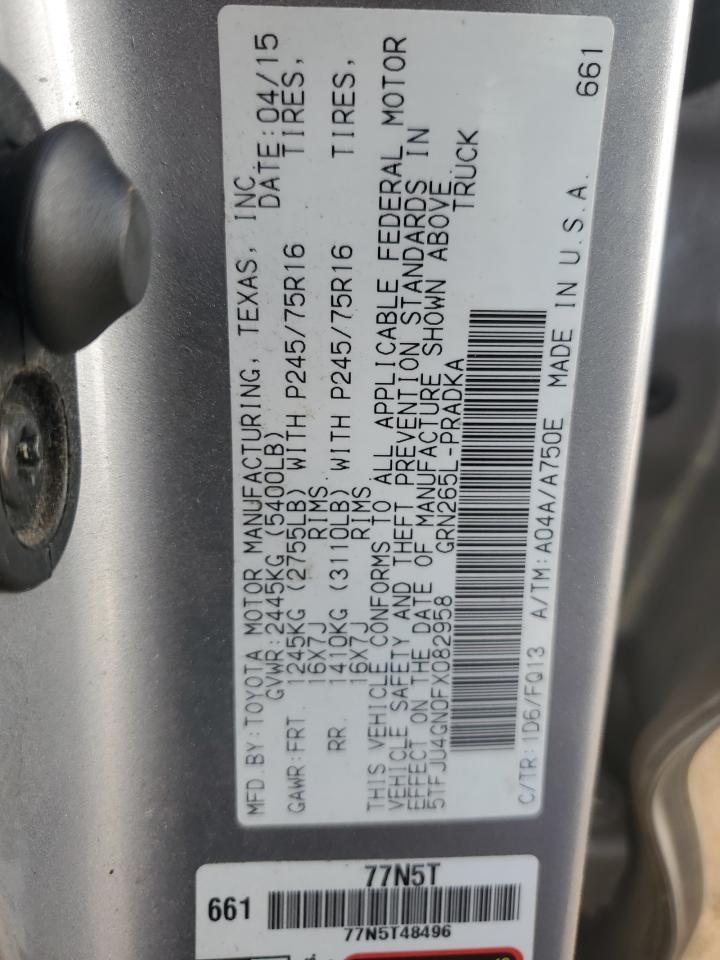 MFD. BY: TOYOTA MOTOR MANUFACTURING, TEXAS, INC.
GVWR: 2445KG (5400LB) DATE: 04/15
GAWR: FRT. 1245KG (2755LB) WITH P245/75R16 TIRES,
16X7J RIMS
RR. 1410KG (3110LB) WITH P245/75R16 TIRES,
16X7J RIMS
THIS VEHICLE CONFORMS TO ALL APPLICABLE FEDERAL MOTOR
VEHICLE SAFETY AND THEFT PREVENTION STANDARDS IN
EFFECT ON THE DATE OF MANUFACTURE SHOWN ABOVE.
5TFJU4GN0FX082958 GRN265L-PRADKA TRUCK
C/TR: 1D6/FQ13 A/TM: A04A/A750E MADE IN U.S.A. 661
77N5T
661
77N5T48496